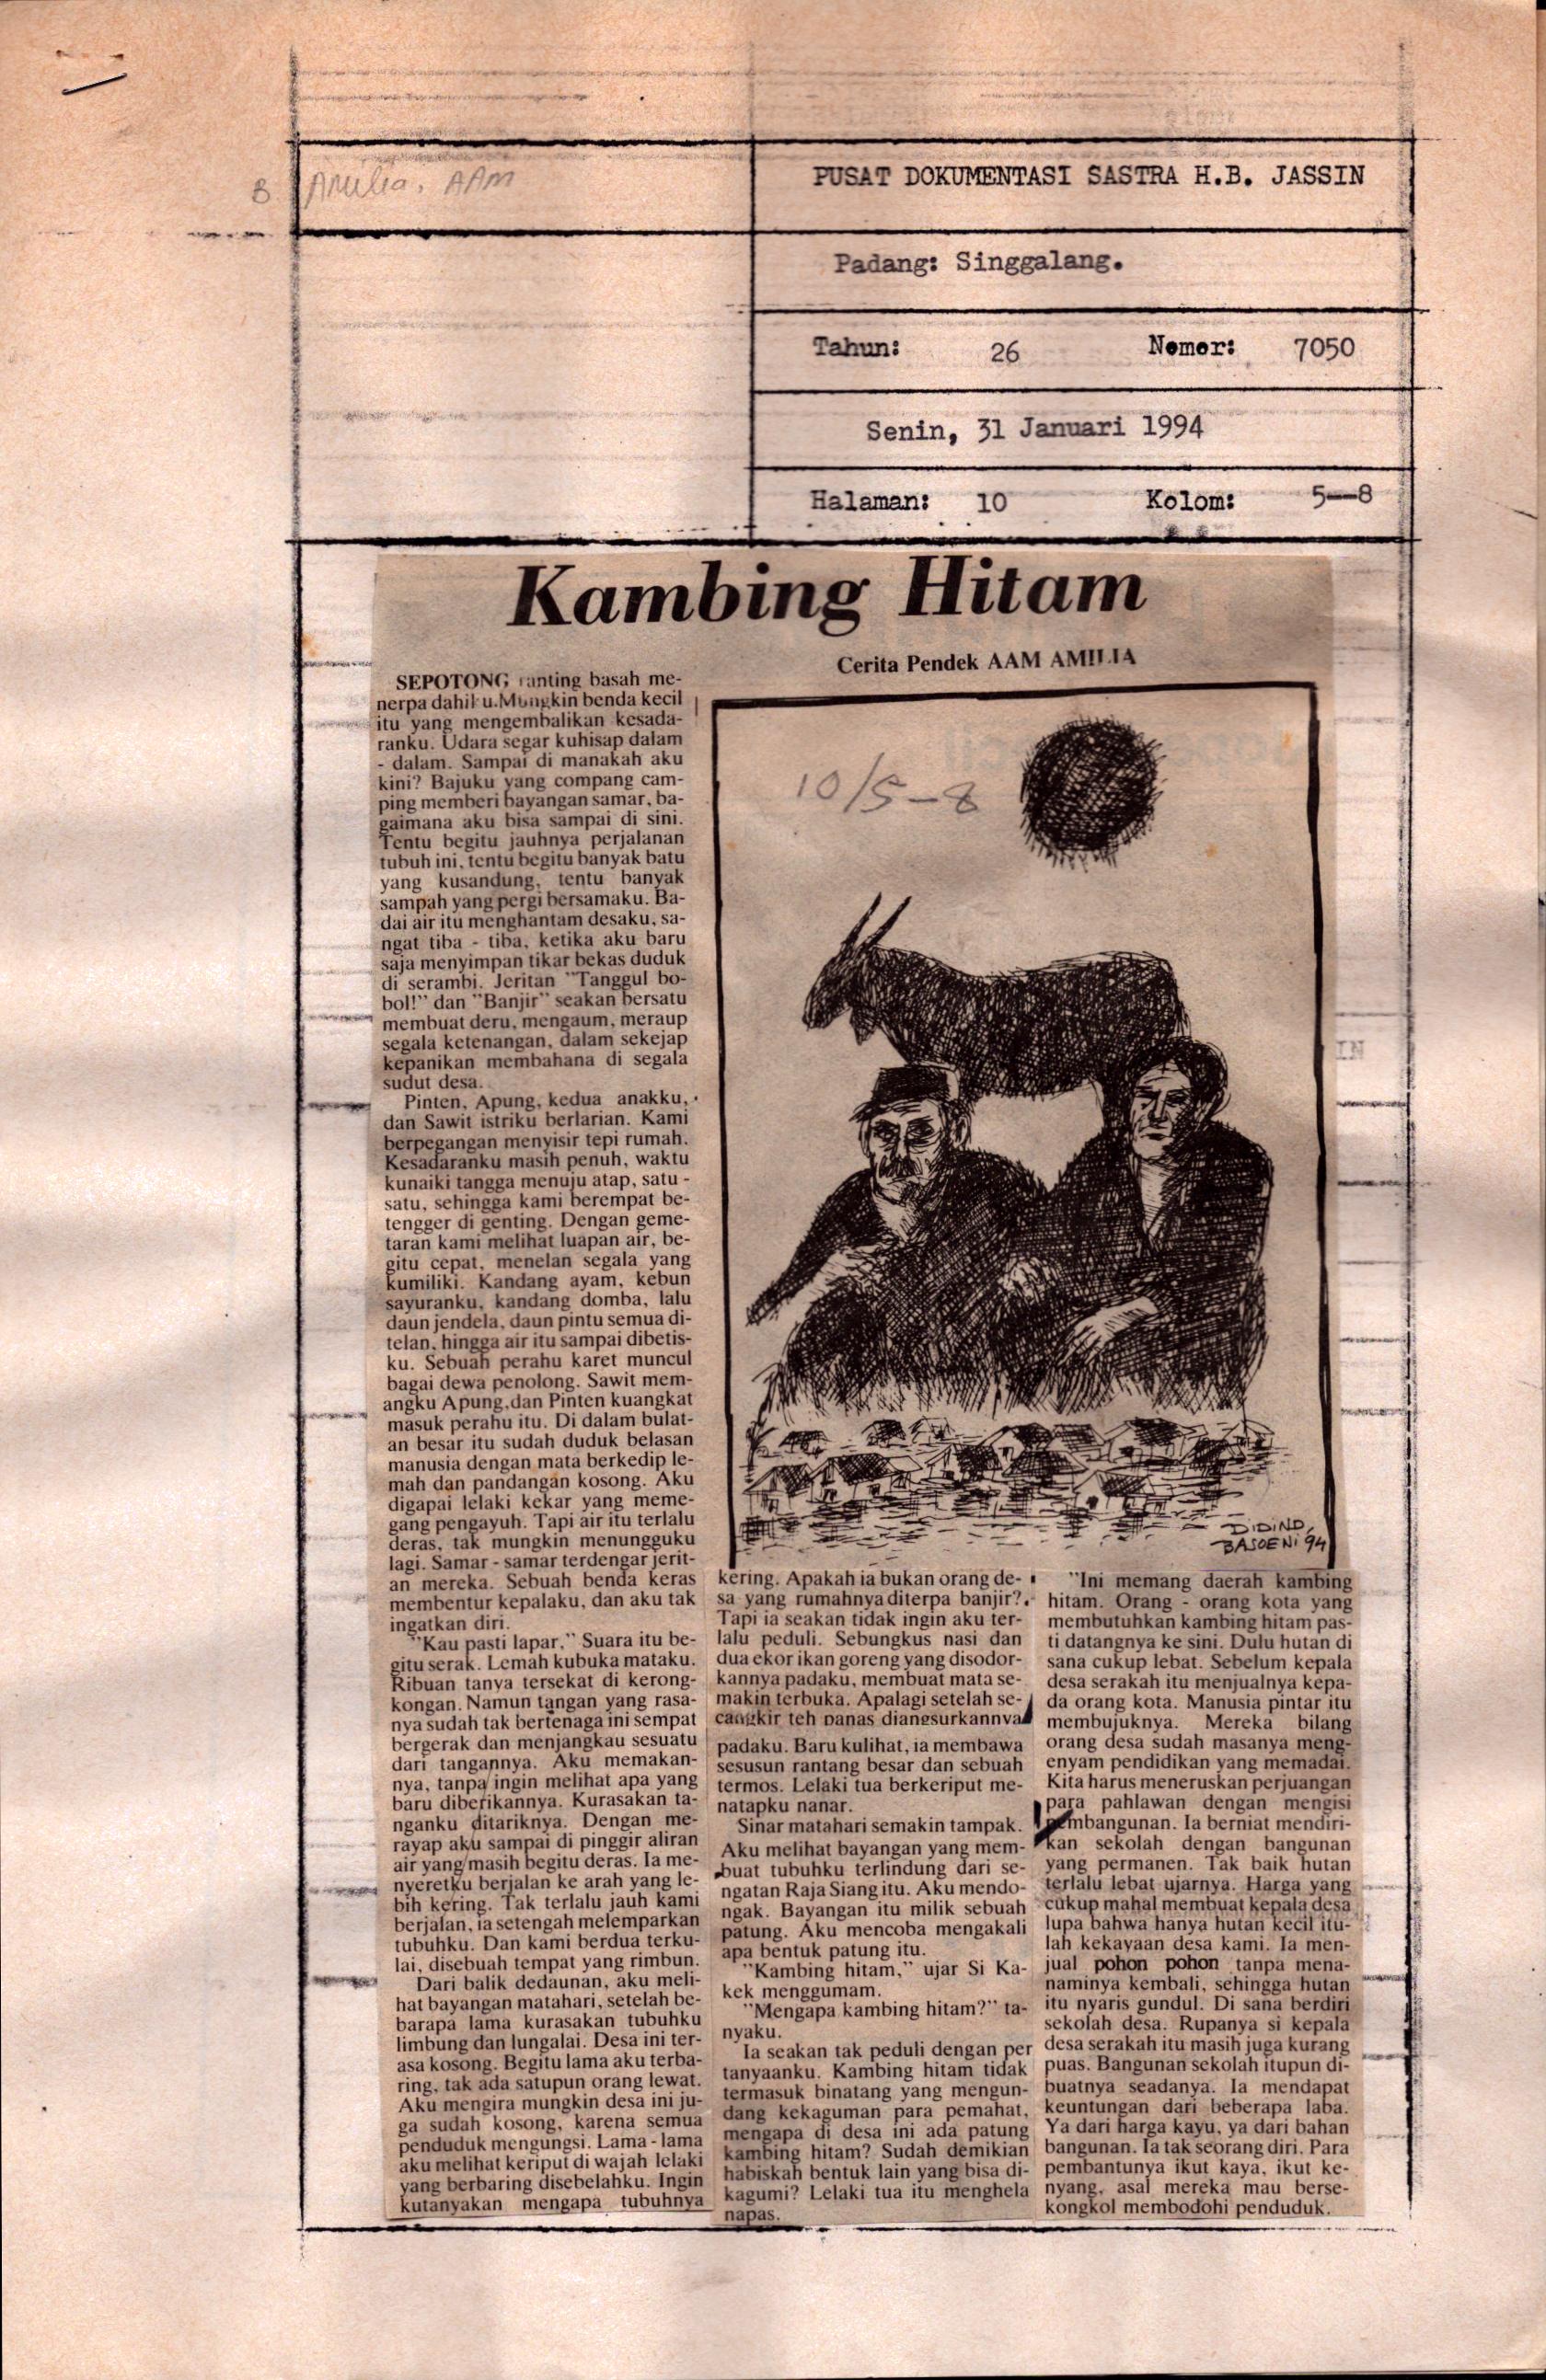 B Amilia, AAM
PUSAT DOKUMENTASI SASTRA H.B. JASSIN
Padang: Singgalang.
Tahun: 26 Nomer: 7050
Senin, 31 Januari 1994
Halaman: 10 Kolom: 5--8
Kambing Hitam
Cerita Pendek AAM AMILIA
SEPOTONG ranting basah me-
nerpa dahiku.Mungkin benda kecil
itu yang mengembalikan kesada-
ranku. Udara segar kuhisap dalam
- dalam. Sampai di manakah aku
kini? Bajuku yang compang cam-
ping memberi bayangan samar, ba-
gaimana aku bisa sampai di sini.
Tentu begitu jauhnya perjalanan
tubuh ini, tentu begitu banyak batu
yang kusandung, tentu banyak
sampah yang pergi bersamaku. Ba-
dai air itu menghantam desaku, sa-
ngat tiba - tiba, ketika aku baru
saja menyimpan tikar bekas duduk
di serambi. Jeritan "Tanggul bo-
bol!" dan "Banjir" seakan bersatu
membuat deru, mengaum, meraup
segala ketenangan, dalam sekejap
kepanikan membahana di segala
sudut desa.
Pinten, Apung, kedua anakku,
dan Sawit istriku berlarian. Kami
berpegangan menyisir tepi rumah.
Kesadaranku masih penuh, waktu
kunaiki tangga menuju atap, satu -
satu, sehingga kami berempat be-
tengger di genting. Dengan geme-
taran kami melihat luapan air, be-
gitu cepat, menelan segala yang
kumiliki. Kandang ayam, kebun
sayuranku, kandang domba, lalu
daun jendela, daun pintu semua di-
telan, hingga air itu sampai dibetis-
ku. Sebuah perahu karet muncul
bagai dewa penolong. Sawit mem-
angku Apung,dan Pinten kuangkat
masuk perahu itu. Di dalam bulat-
an besar itu sudah duduk belasan
manusia dengan mata berkedip le-
mah dan pandangan kosong. Aku
digapai lelaki kekar yang meme-
gang pengayuh. Tapi air itu terlalu
deras, tak mungkin menungguku
lagi. Samar - samar terdengar jerit-
an mereka. Sebuah benda keras
membentur kepalaku, dan aku tak
ingatkan diri.
"Kau pasti lapar," Suara itu be-
gitu serak. Lemah kubuka mataku.
Ribuan tanya tersekat di kerong-
kongan. Namun tangan yang rasa-
nya sudah tak bertenaga ini sempat
bergerak dan menjangkau sesuatu
dari tangannya. Aku memakan-
nya, tanpa ingin melihat apa yang
baru diberikannya. Kurasakan ta-
nganku ditariknya. Dengan me-
rayap aku sampai di pinggir aliran
air yang masih begitu deras. Ia me-
nyeretku berjalan ke arah yang le-
bih kering. Tak terlalu jauh kami
berjalan, ia setengah melemparkan
tubuhku. Dan kami berdua terku-
lai, disebuah tempat yang rimbun.
Dari balik dedaunan, aku meli-
hat bayangan matahari, setelah be-
barapa lama kurasakan tubuhku
limbung dan lungalai. Desa ini ter-
asa kosong. Begitu lama aku terba-
ring, tak ada satupun orang lewat.
Aku mengira mungkin desa ini ju-
ga sudah kosong, karena semua
penduduk mengungsi. Lama - lama
aku melihat keriput di wajah lelaki
yang berbaring disebelahku. Ingin
kutanyakan mengapa tubuhnya
10/5-8
DIDIND,
BASOENI 94
kering. Apakah ia bukan orang de-
sa yang rumahnya diterpa banjir?
Tapi ia seakan tidak ingin aku ter-
lalu peduli. Sebungkus nasi dan
dua ekor ikan goreng yang disodor-
kannya padaku, membuat mata se-
makin terbuka. Apalagi setelah se-
cangkir teh panas diangsurkannya
padaku. Baru kulihat, ia membawa
sesusun rantang besar dan sebuah
termos. Lelaki tua berkeriput me-
natapku nanar.
Sinar matahari semakin tampak.
Aku melihat bayangan yang mem-
buat tubuhku terlindung dari se-
ngatan Raja Siang itu. Aku mendo-
ngak. Bayangan itu milik sebuah
patung. Aku mencoba mengakali
apa bentuk patung itu.
"Kambing hitam," ujar Si Ka-
kek menggumam.
"Mengapa kambing hitam?" ta-
nyaku.
Ia seakan tak peduli dengan per
tanyaanku. Kambing hitam tidak
termasuk binatang yang mengun-
dang kekaguman para pemahat,
mengapa di desa ini ada patung
kambing hitam? Sudah demikian
habiskah bentuk lain yang bisa di-
kagumi? Lelaki tua itu menghela
napas.
"Ini memang daerah kambing
hitam. Orang - orang kota yang
membutuhkan kambing hitam pas-
ti datangnya ke sini. Dulu hutan di
sana cukup lebat. Sebelum kepala
desa serakah itu menjualnya kepa-
da orang kota. Manusia pintar itu
membujuknya. Mereka bilang
orang desa sudah masanya meng-
enyam pendidikan yang memadai.
Kita harus meneruskan perjuangan
para pahlawan dengan mengisi
pembangunan. Ia berniat mendiri-
kan sekolah dengan bangunan
yang permanen. Tak baik hutan
terlalu lebat ujarnya. Harga yang
cukup mahal membuat kepala desa
lupa bahwa hanya hutan kecil itu-
lah kekayaan desa kami. Ia men-
jual pohon pohon tanpa mena-
naminya kembali, sehingga hutan
itu nyaris gundul. Di sana berdiri
sekolah desa. Rupanya si kepala
desa serakah itu masih juga kurang
puas. Bangunan sekolah itupun di-
buatnya seadanya. Ia mendapat
keuntungan dari beberapa laba.
Ya dari harga kayu, ya dari bahan
bangunan. Ia tak seorang diri. Para
pembantunya ikut kaya, ikut ke-
nyang, asal mereka mau berse-
kongkol membodohi penduduk.